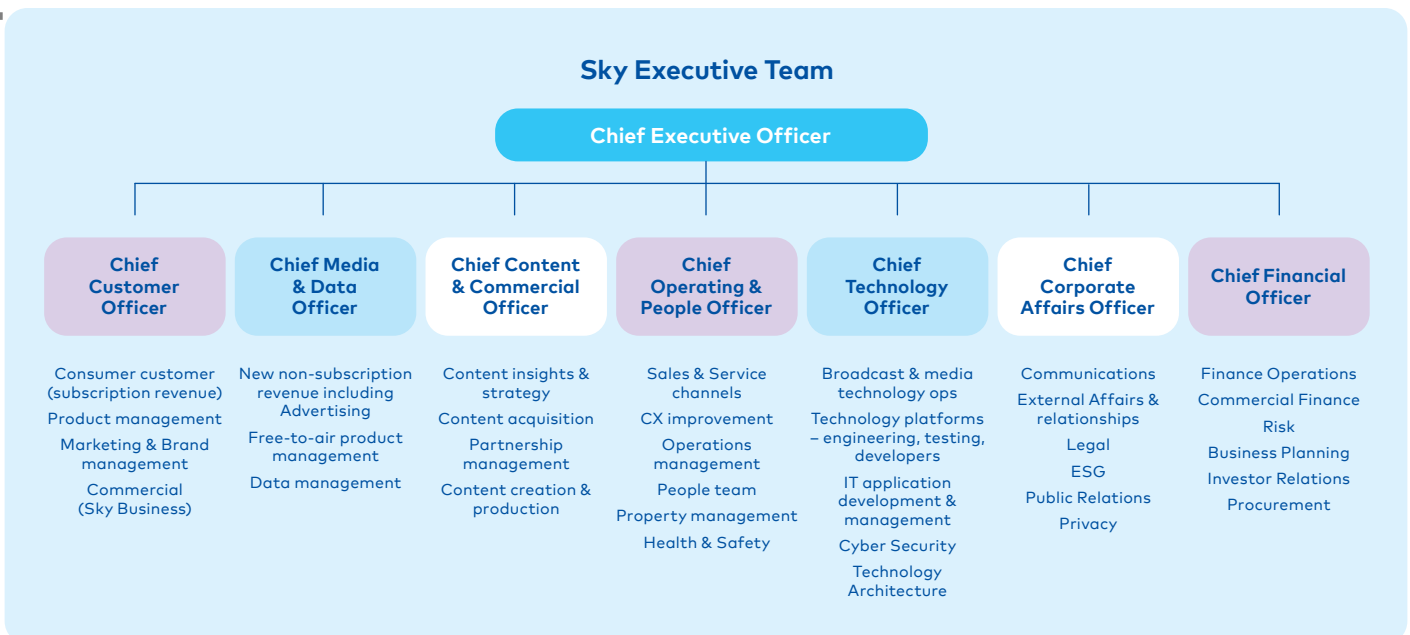 Sky Executive Team
Chief Executive Officer
Chief
Customer
Officer
Chief Media
& Data
Officer
Chief Content
& Commercial
Officer
Chief
Operating &
People Officer
Chief
Technology
Officer
Chief
Corporate
Affairs Officer
Chief Financial
Officer
Consumer customer
(subscription revenue)
Product management
Marketing & Brand
management
Commercial
(Sky Business)
New non-subscription
revenue including
Advertising
Free-to-air product
management
Data management
Content insights &
strategy
Content acquisition
Partnership
management
Content creation &
production
Sales & Service
channels
CX improvement
Operations
management
People team
Property management
Health & Safety
Broadcast & media
technology ops
Technology platforms
– engineering, testing,
developers
IT application
development &
management
Cyber Security
Technology
Architecture
Communications
External Affairs &
relationships
Legal
ESG
Public Relations
Privacy
Finance Operations
Commercial Finance
Risk
Business Planning
Investor Relations
Procurement